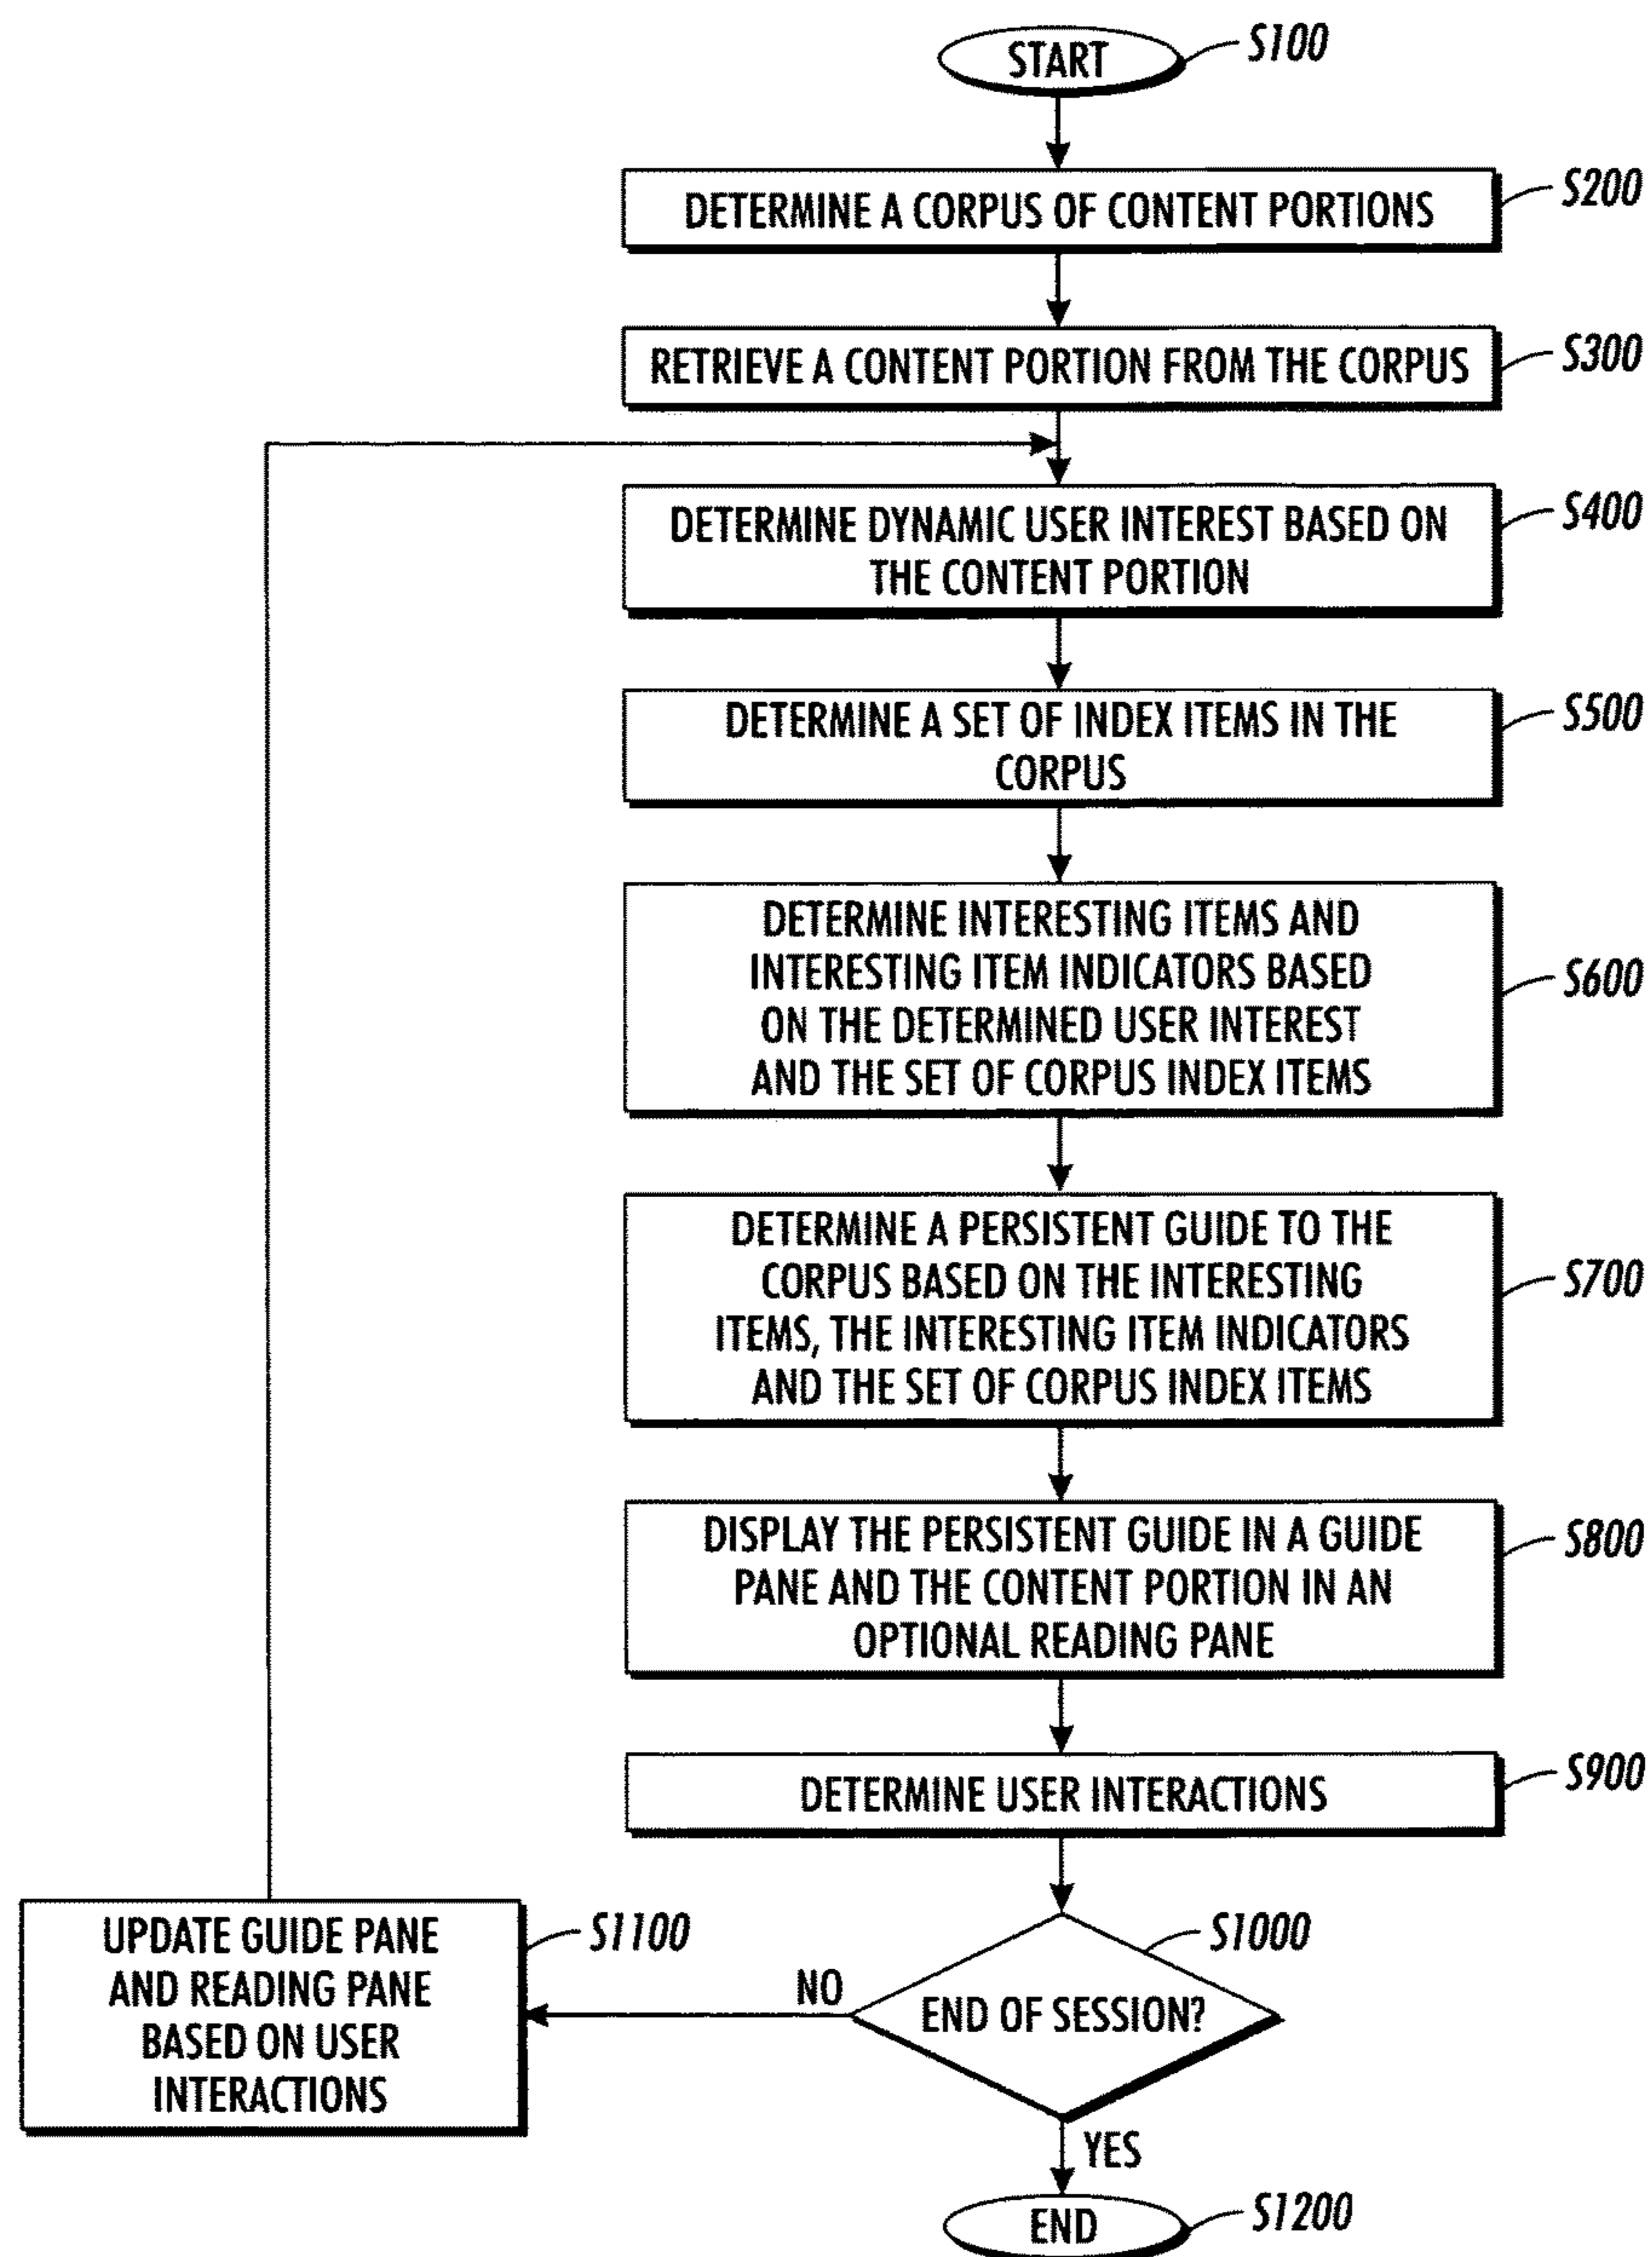 START
S100
DETERMINE A CORPUS OF CONTENT PORTIONS
S200
RETRIEVE A CONTENT PORTION FROM THE CORPUS
S300
DETERMINE DYNAMIC USER INTEREST BASED ON
THE CONTENT PORTION
S400
DETERMINE A SET OF INDEX ITEMS IN THE
CORPUS
S500
DETERMINE INTERESTING ITEMS AND
INTERESTING ITEM INDICATORS BASED
ON THE DETERMINED USER INTEREST
AND THE SET OF CORPUS INDEX ITEMS
S600
DETERMINE A PERSISTENT GUIDE TO THE
CORPUS BASED ON THE INTERESTING
ITEMS, THE INTERESTING ITEM INDICATORS
AND THE SET OF CORPUS INDEX ITEMS
S700
DISPLAY THE PERSISTENT GUIDE IN A GUIDE
PANE AND THE CONTENT PORTION IN AN
OPTIONAL READING PANE
S800
DETERMINE USER INTERACTIONS
S900
END OF SESSION?
S1000
NO
UPDATE GUIDE PANE
AND READING PANE
BASED ON USER
INTERACTIONS
S1100
YES
END
S1200